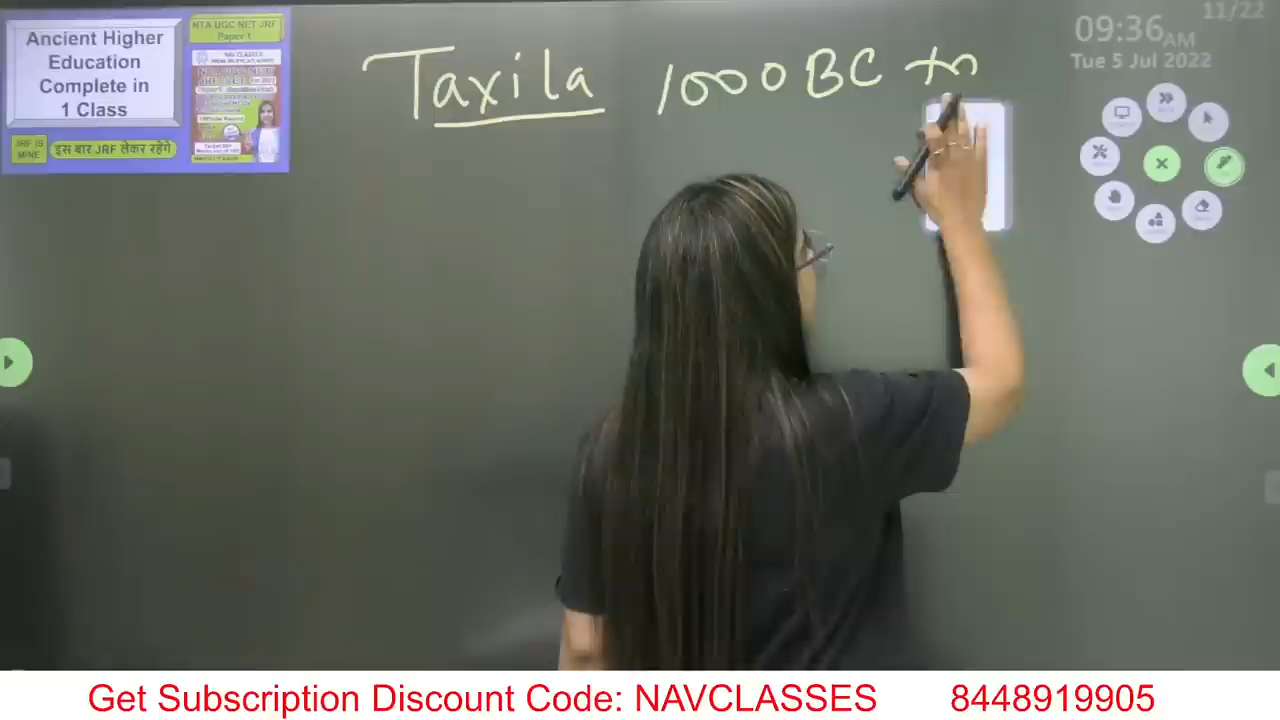 Ancient Higher
Education
Complete in
1 Class
NTA UGC NET JRF
Paper 1
NAV CLASSES
JRF IS
MINE
इस बार JRF लेकर रहेंगे
Taxila 1000 BC to
11/22
09:36 AM
Tue 5 Jul 2022
Get Subscription Discount Code: NAVCLASSES 8448919905